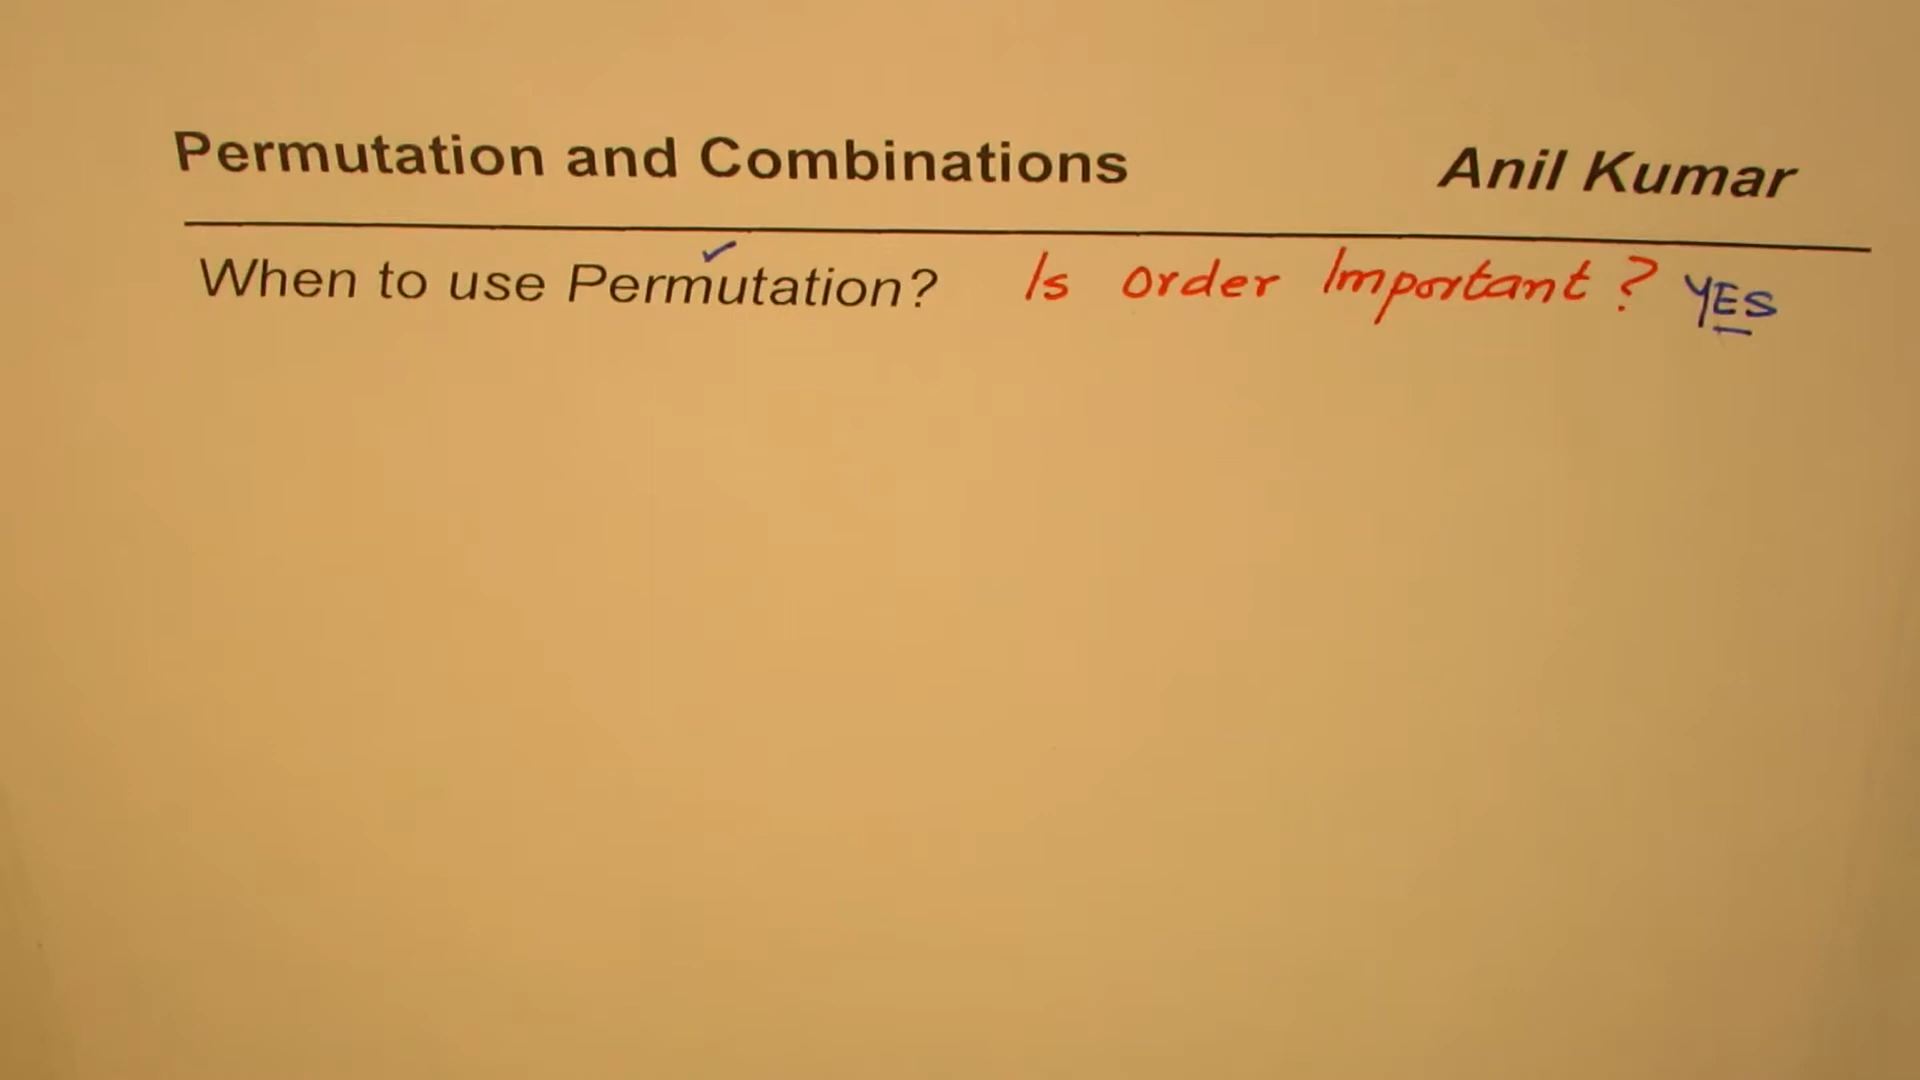 Permutation and Combinations Anil Kumar
When to use Permutation? Is order Important? YES